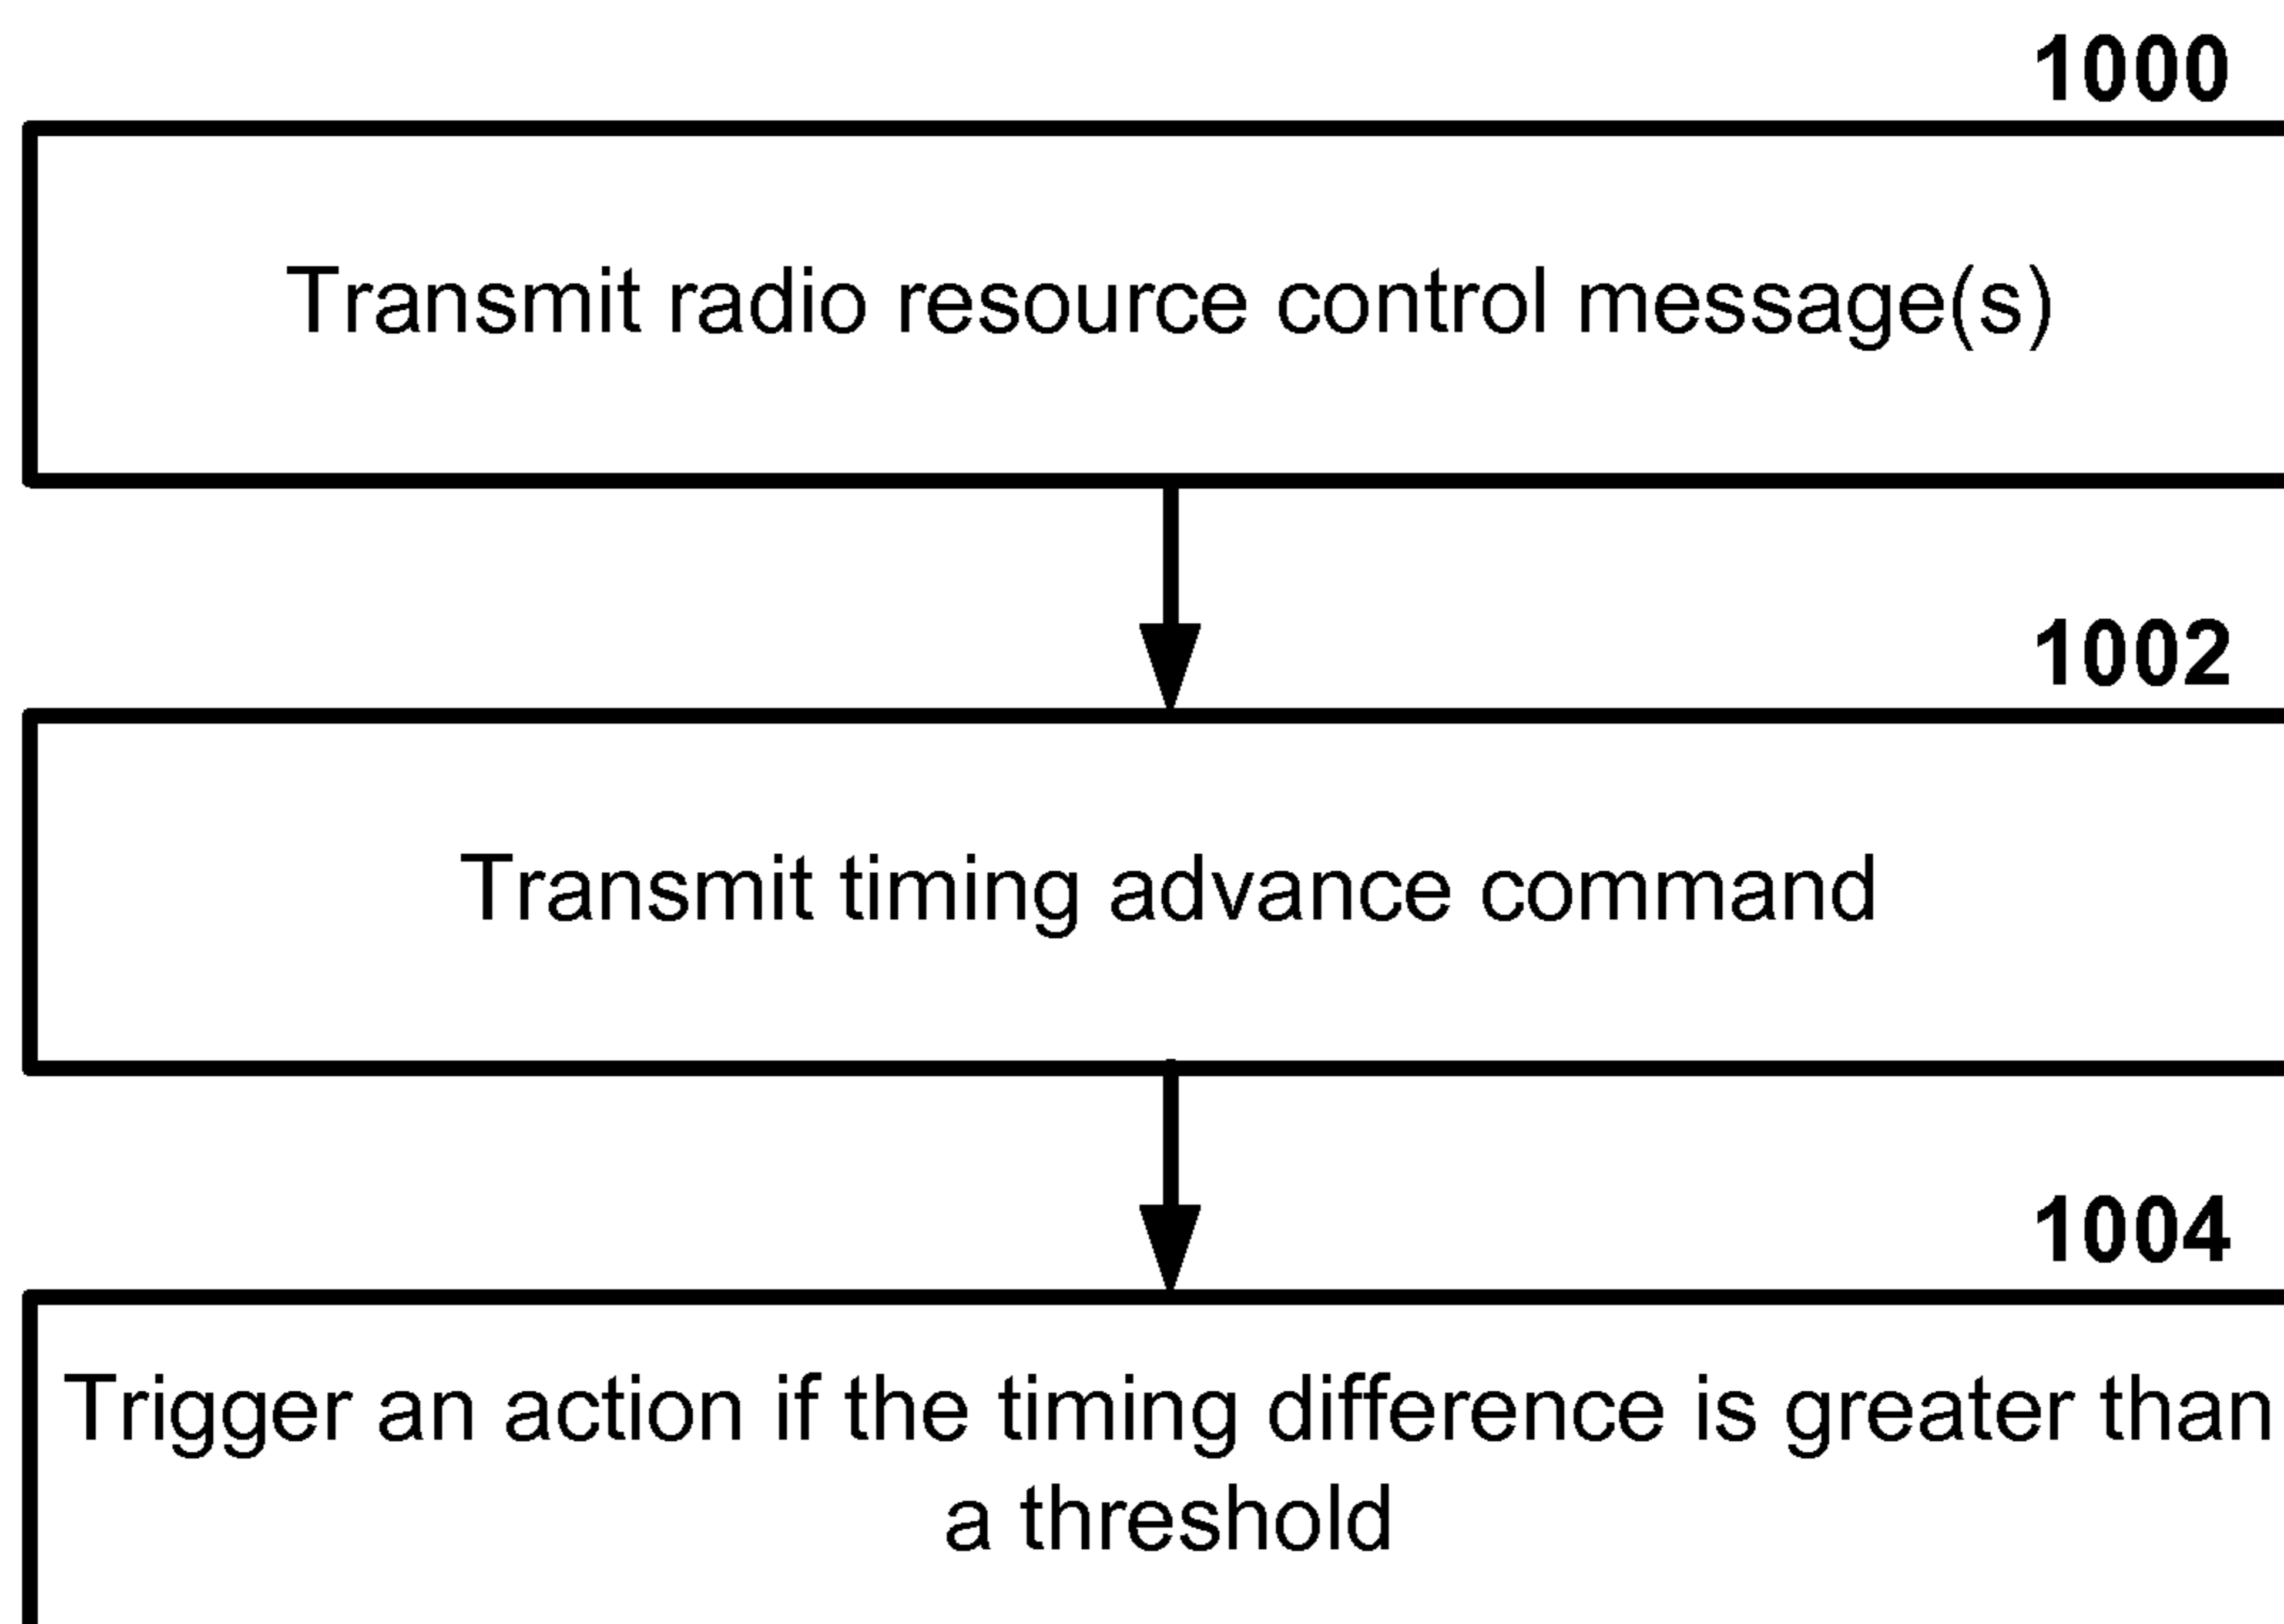 1000
Transmit radio resource control message(s)
1002
Transmit timing advance command
1004
Trigger an action if the timing difference is greater than
a threshold